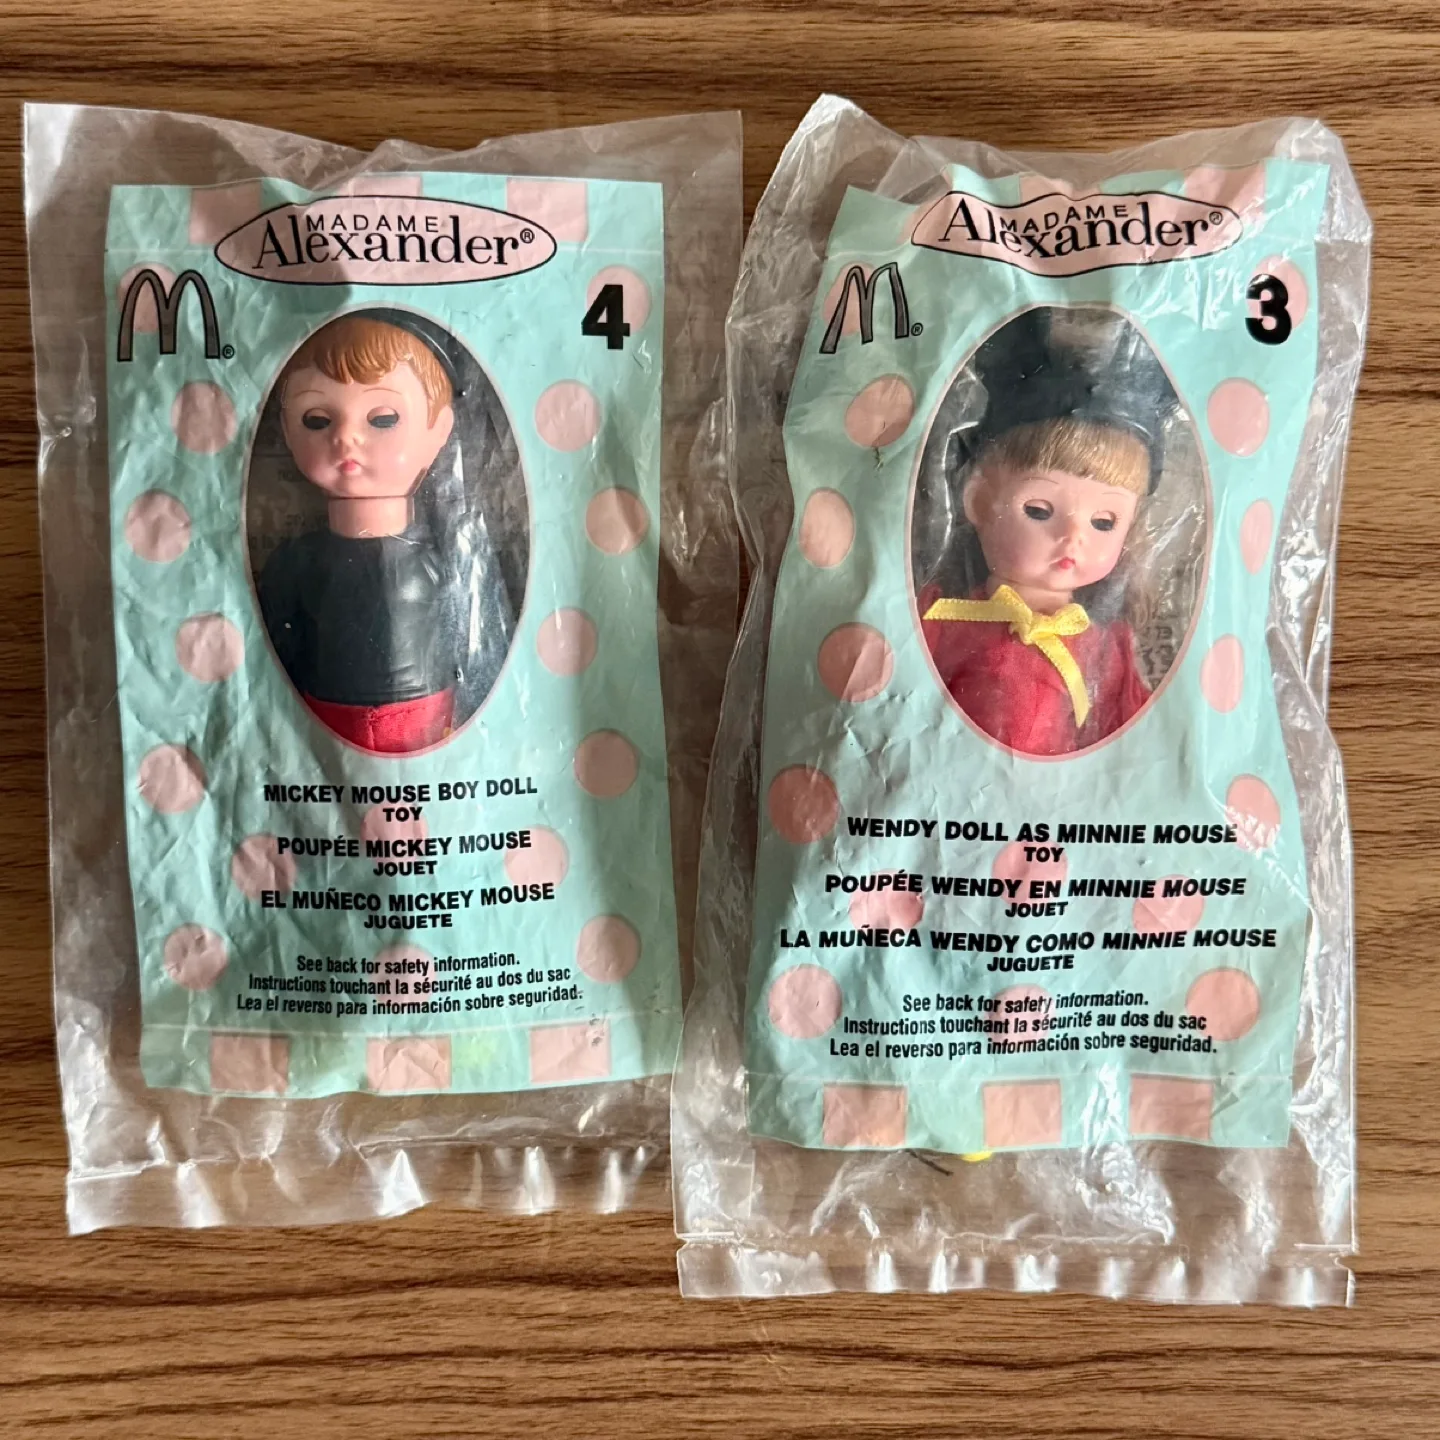 MADAME
Alexander®
M®
4
MICKEY MOUSE BOY DOLL
TOY
POUPÉE MICKEY MOUSE
JOUET
EL MUÑECO MICKEY MOUSE
JUGUETE
See back for safety information.
Instructions touchant la sécurité au dos du sac
Lea el reverso para información sobre seguridad.
MADAME
Alexander®
M®
3
WENDY DOLL AS MINNIE MOUSE
TOY
POUPÉE WENDY EN MINNIE MOUSE
JOUET
LA MUÑECA WENDY COMO MINNIE MOUSE
JUGUETE
See back for safety information.
Instructions touchant la sécurité au dos du sac
Lea el reverso para información sobre seguridad.